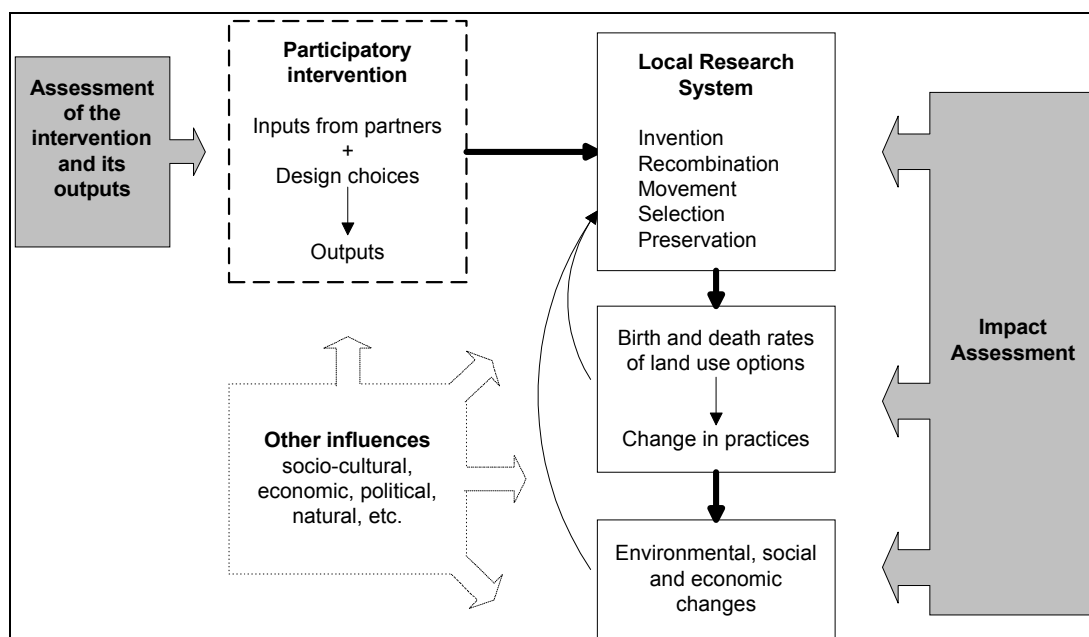 Assessment
of the
intervention
and its
outputs
Participatory
intervention
Inputs from partners
+
Design choices
Outputs
Local Research
System
Invention
Recombination
Movement
Selection
Preservation
Birth and death rates
of land use options
Change in practices
Other influences
socio-cultural,
economic, political,
natural, etc.
Environmental, social
and economic
changes
Impact
Assessment